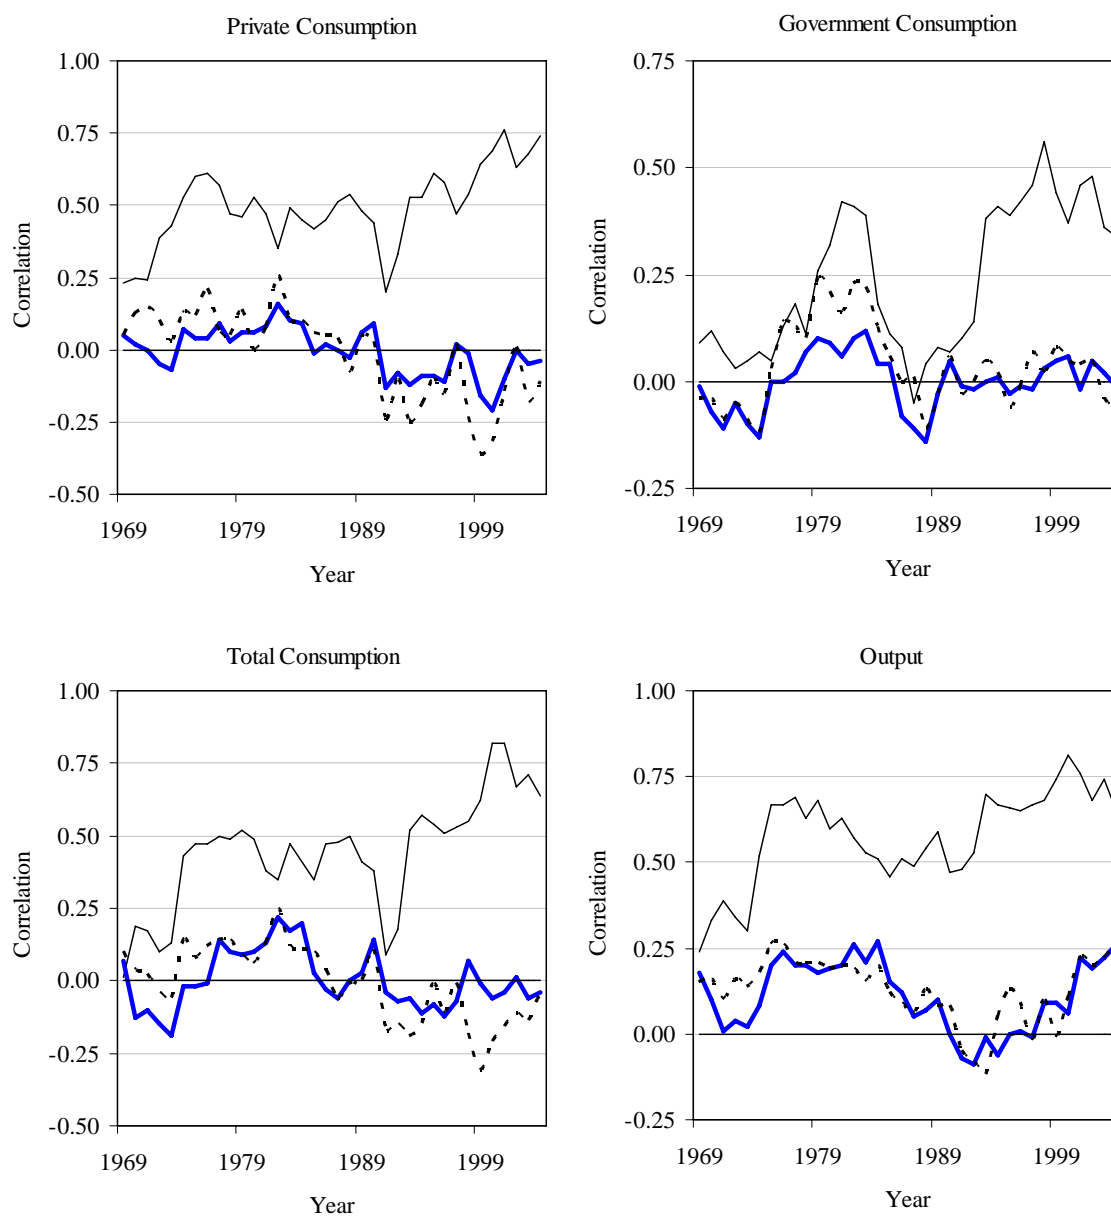 Private Consumption
1.00
0.75
0.50
0.25
0.00
-0.25
-0.50
Correlation
1969 1979 1989 1999
Year
Government Consumption
0.75
0.50
0.25
0.00
-0.25
Correlation
1969 1979 1989 1999
Year
Total Consumption
1.00
0.75
0.50
0.25
0.00
-0.25
-0.50
Correlation
1969 1979 1989 1999
Year
Output
1.00
0.75
0.50
0.25
0.00
-0.25
Correlation
1969 1979 1989 1999
Year